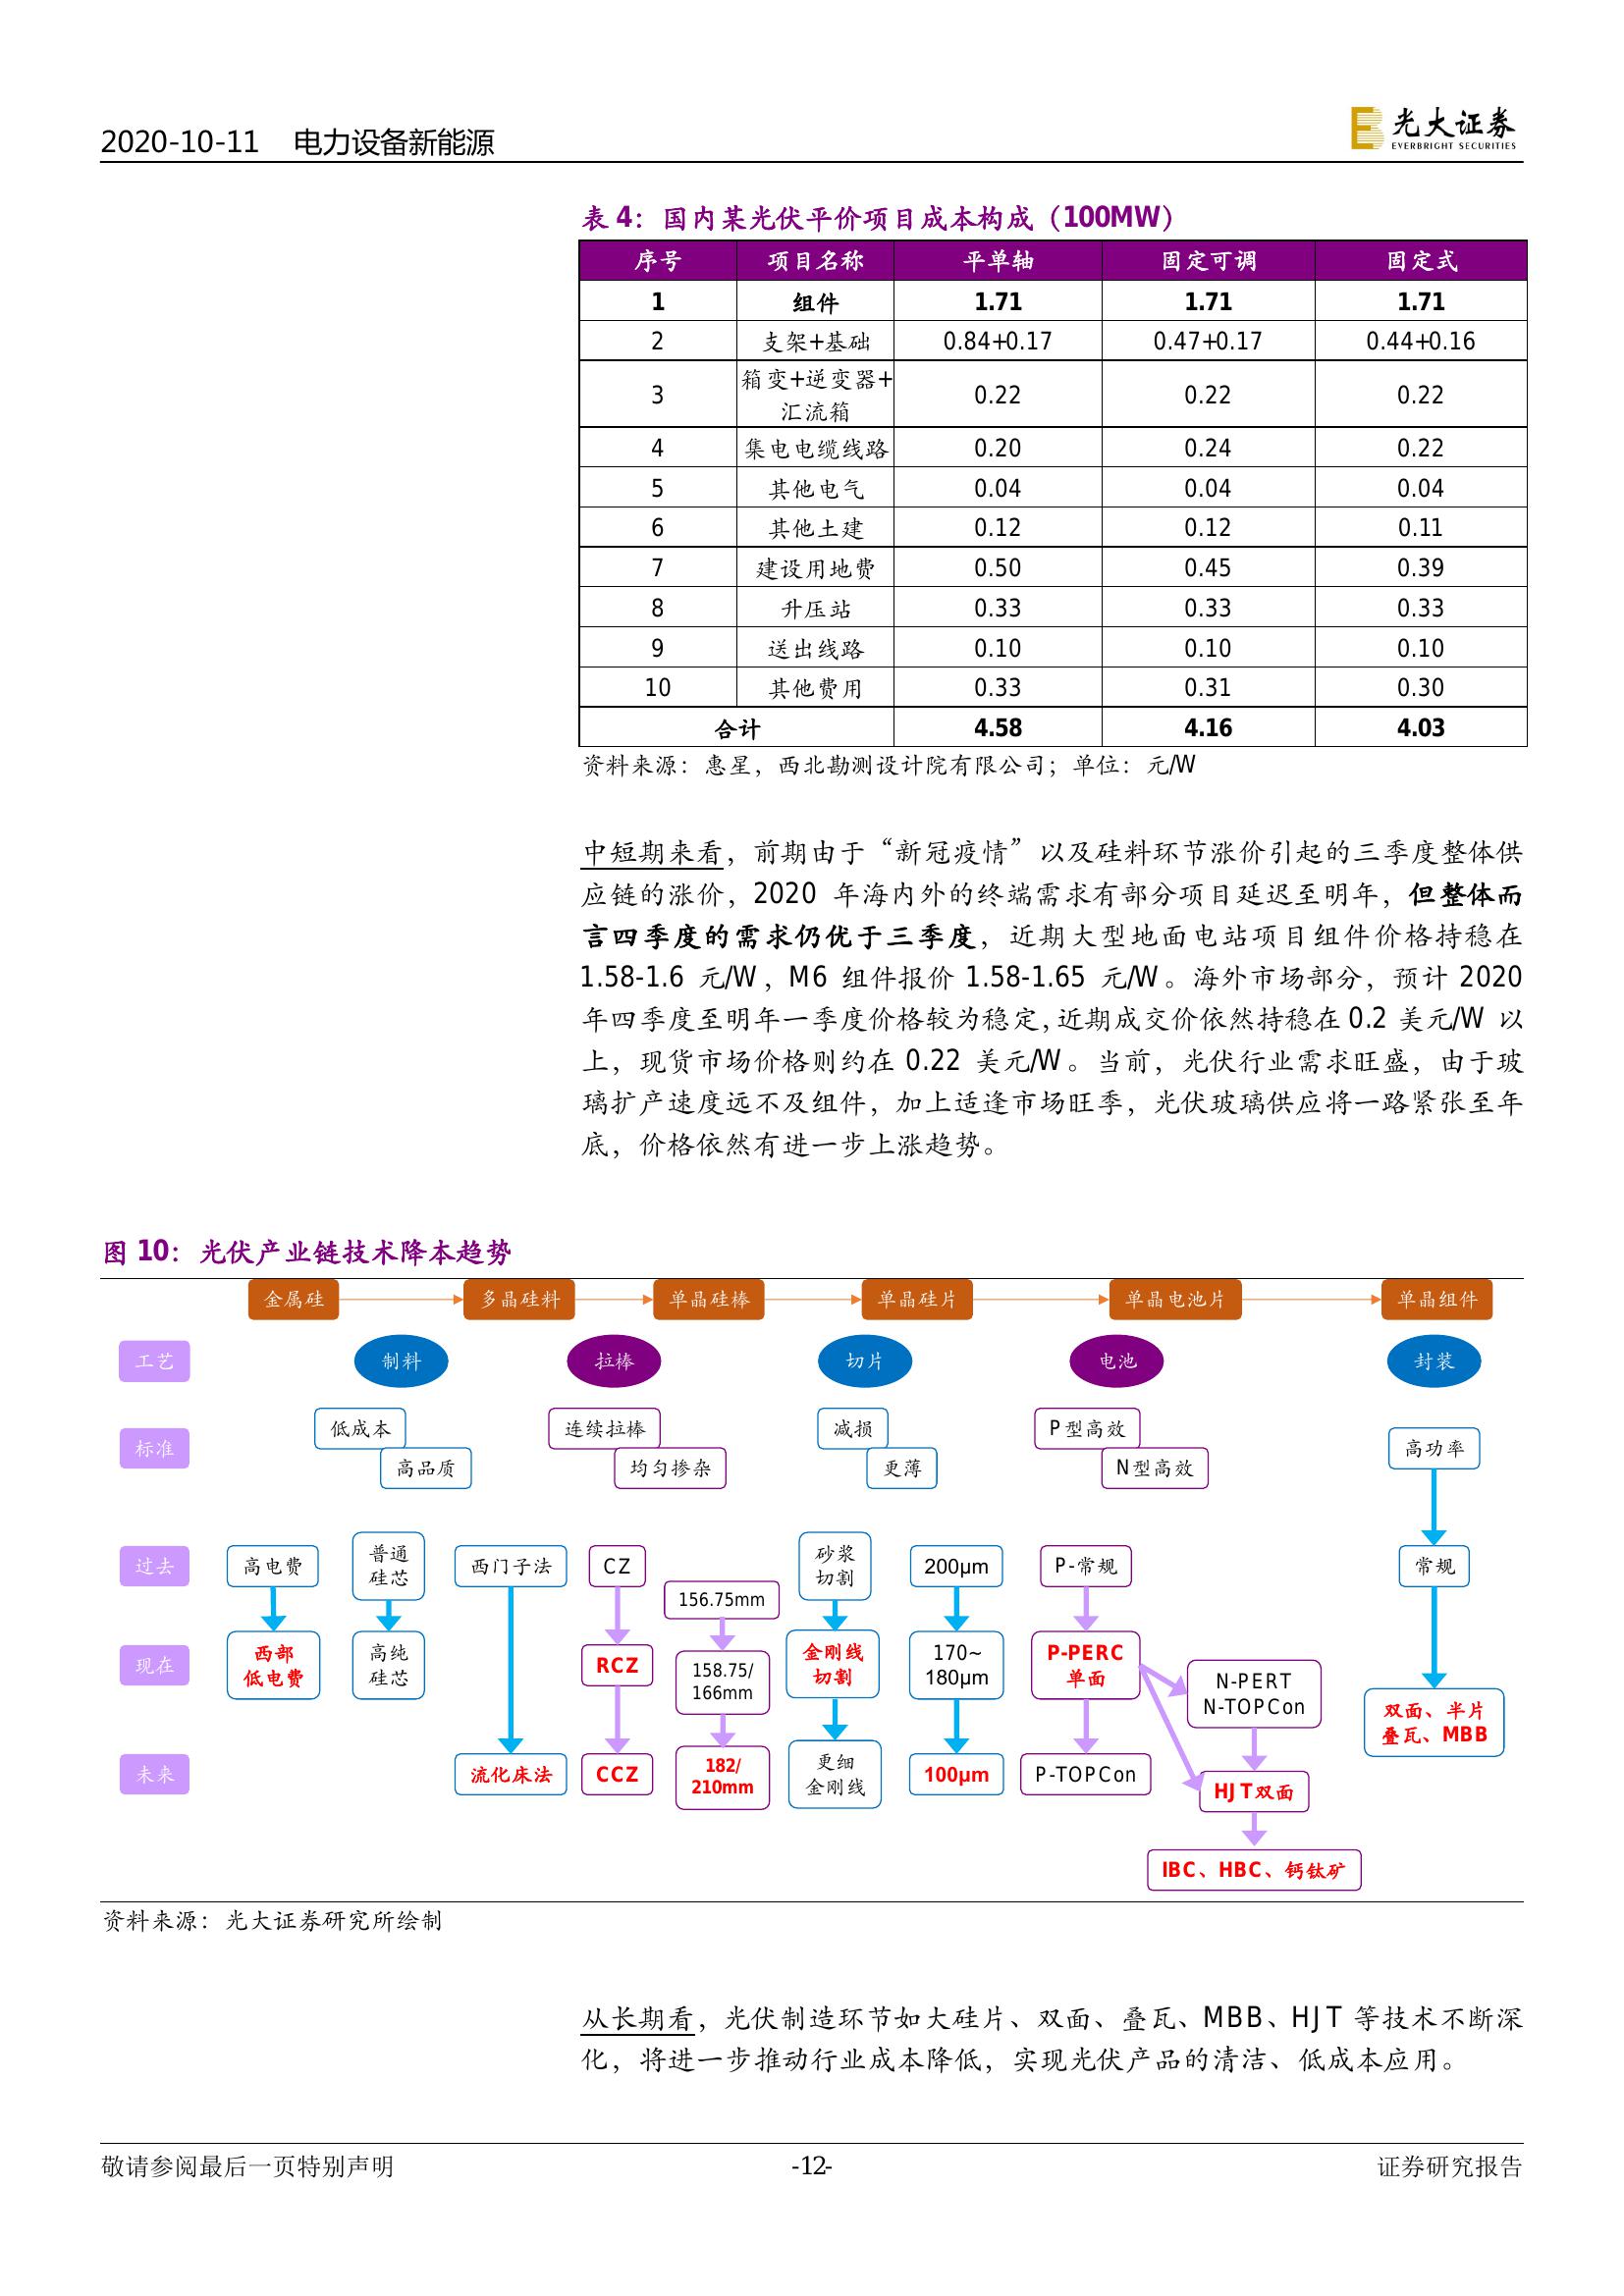 2020-10-11 电力设备新能源
光大证券
EVERBRIGHT SECURITIES
表 4：国内某光伏平价项目成本构成（100MW）
序号 项目名称 平单轴 固定可调 固定式
1 组件 1.71 1.71 1.71
2 支架+基础 0.84+0.17 0.47+0.17 0.44+0.16
3 箱变+逆变器+ 0.22 0.22 0.22
汇流箱
4 集电电缆线路 0.20 0.24 0.22
5 其他电气 0.04 0.04 0.04
6 其他土建 0.12 0.12 0.11
7 建设用地费 0.50 0.45 0.39
8 升压站 0.33 0.33 0.33
9 送出线路 0.10 0.10 0.10
10 其他费用 0.33 0.31 0.30
合计 4.58 4.16 4.03
资料来源：惠星，西北勘测设计院有限公司；单位：元/W
中短期来看，前期由于“新冠疫情”以及硅料环节涨价引起的三季度整体供
应链的涨价，2020 年海内外的终端需求有部分项目延迟至明年，但整体而
言四季度的需求仍优于三季度，近期大型地面电站项目组件价格持稳在
1.58-1.6 元/W，M6 组件报价 1.58-1.65 元/W。海外市场部分，预计 2020
年四季度至明年一季度价格较为稳定，近期成交价依然持稳在 0.2 美元/W 以
上，现货市场价格则约在 0.22 美元/W。当前，光伏行业需求旺盛，由于玻
璃扩产速度远不及组件，加上适逢市场旺季，光伏玻璃供应将一路紧张至年
底，价格依然有进一步上涨趋势。
图 10：光伏产业链技术降本趋势
金属硅 多晶硅料 单晶硅棒 单晶硅片 单晶电池片 单晶组件
工艺 制料 拉棒 切片 电池 封装
标准 低成本 连续拉棒 减损 P型高效 高功率
高品质 均匀掺杂 更薄 N型高效
过去 高电费 普通 西门子法 CZ 砂浆 200μm P-常规 常规
硅芯 切割
156.75mm
现在 西部 高纯 RCZ 158.75/ 金刚线 170~ P-PERC N-PERT
低电费 硅芯 166mm 切割 180μm 单面 N-TOPCon
双面、半片
叠瓦、MBB
未来 流化床法 CCZ 182/ 更细 100μm P-TOPCon HJT双面
210mm 金刚线
IBC、HBC、钙钛矿
资料来源：光大证券研究所绘制
从长期看，光伏制造环节如大硅片、双面、叠瓦、MBB、HJT 等技术不断深
化，将进一步推动行业成本降低，实现光伏产品的清洁、低成本应用。
敬请参阅最后一页特别声明 -12- 证券研究报告